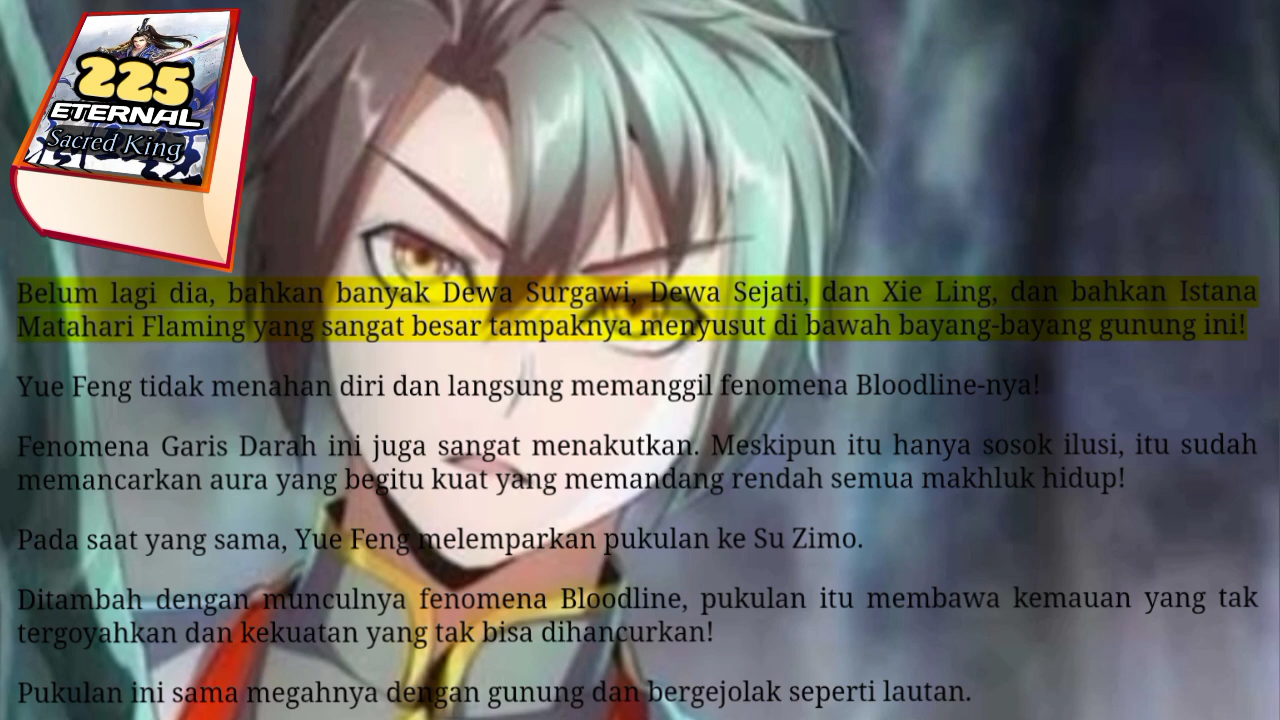 225
ETERNAL
Sacred King
Belum lagi dia, bahkan banyak Dewa Surgawi, Dewa Sejati, dan Xie Ling, dan bahkan Istana
Matahari Flaming yang sangat besar tampaknya menyusut di bawah bayang-bayang gunung ini!
Yue Feng tidak menahan diri dan langsung memanggil fenomena Bloodline-nya!
Fenomena Garis Darah ini juga sangat menakutkan. Meskipun itu hanya sosok ilusi, itu sudah
memancarkan aura yang begitu kuat yang memandang rendah semua makhluk hidup!
Pada saat yang sama, Yue Feng melemparkan pukulan ke Su Zimo.
Ditambah dengan munculnya fenomena Bloodline, pukulan itu membawa kemauan yang tak
tergoyahkan dan kekuatan yang tak bisa dihancurkan!
Pukulan ini sama megahnya dengan gunung dan bergejolak seperti lautan.